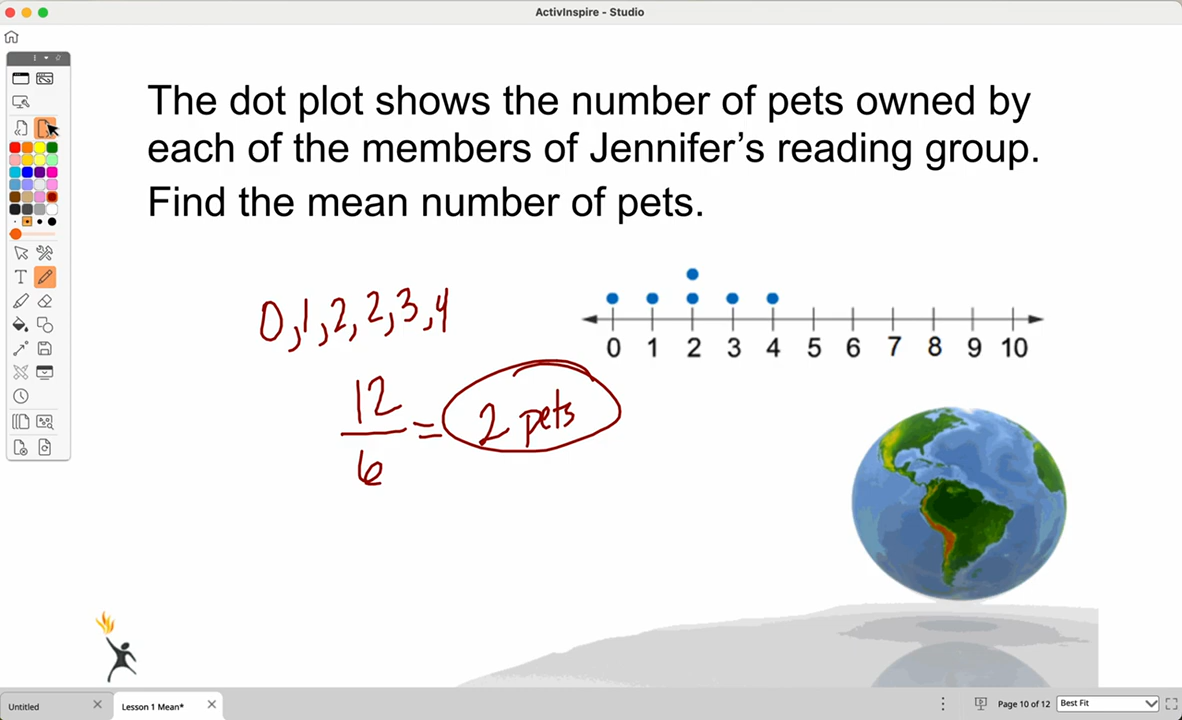 ActivInspire - Studio
The dot plot shows the number of pets owned by
each of the members of Jennifer's reading group.
Find the mean number of pets.
0,1,2,2,3,4
0 1 2 3 4 5 6 7 8 9 10
12
6
= 2 pets
Untitled
Lesson 1 Mean*
Page 10 of 12
Best Fit